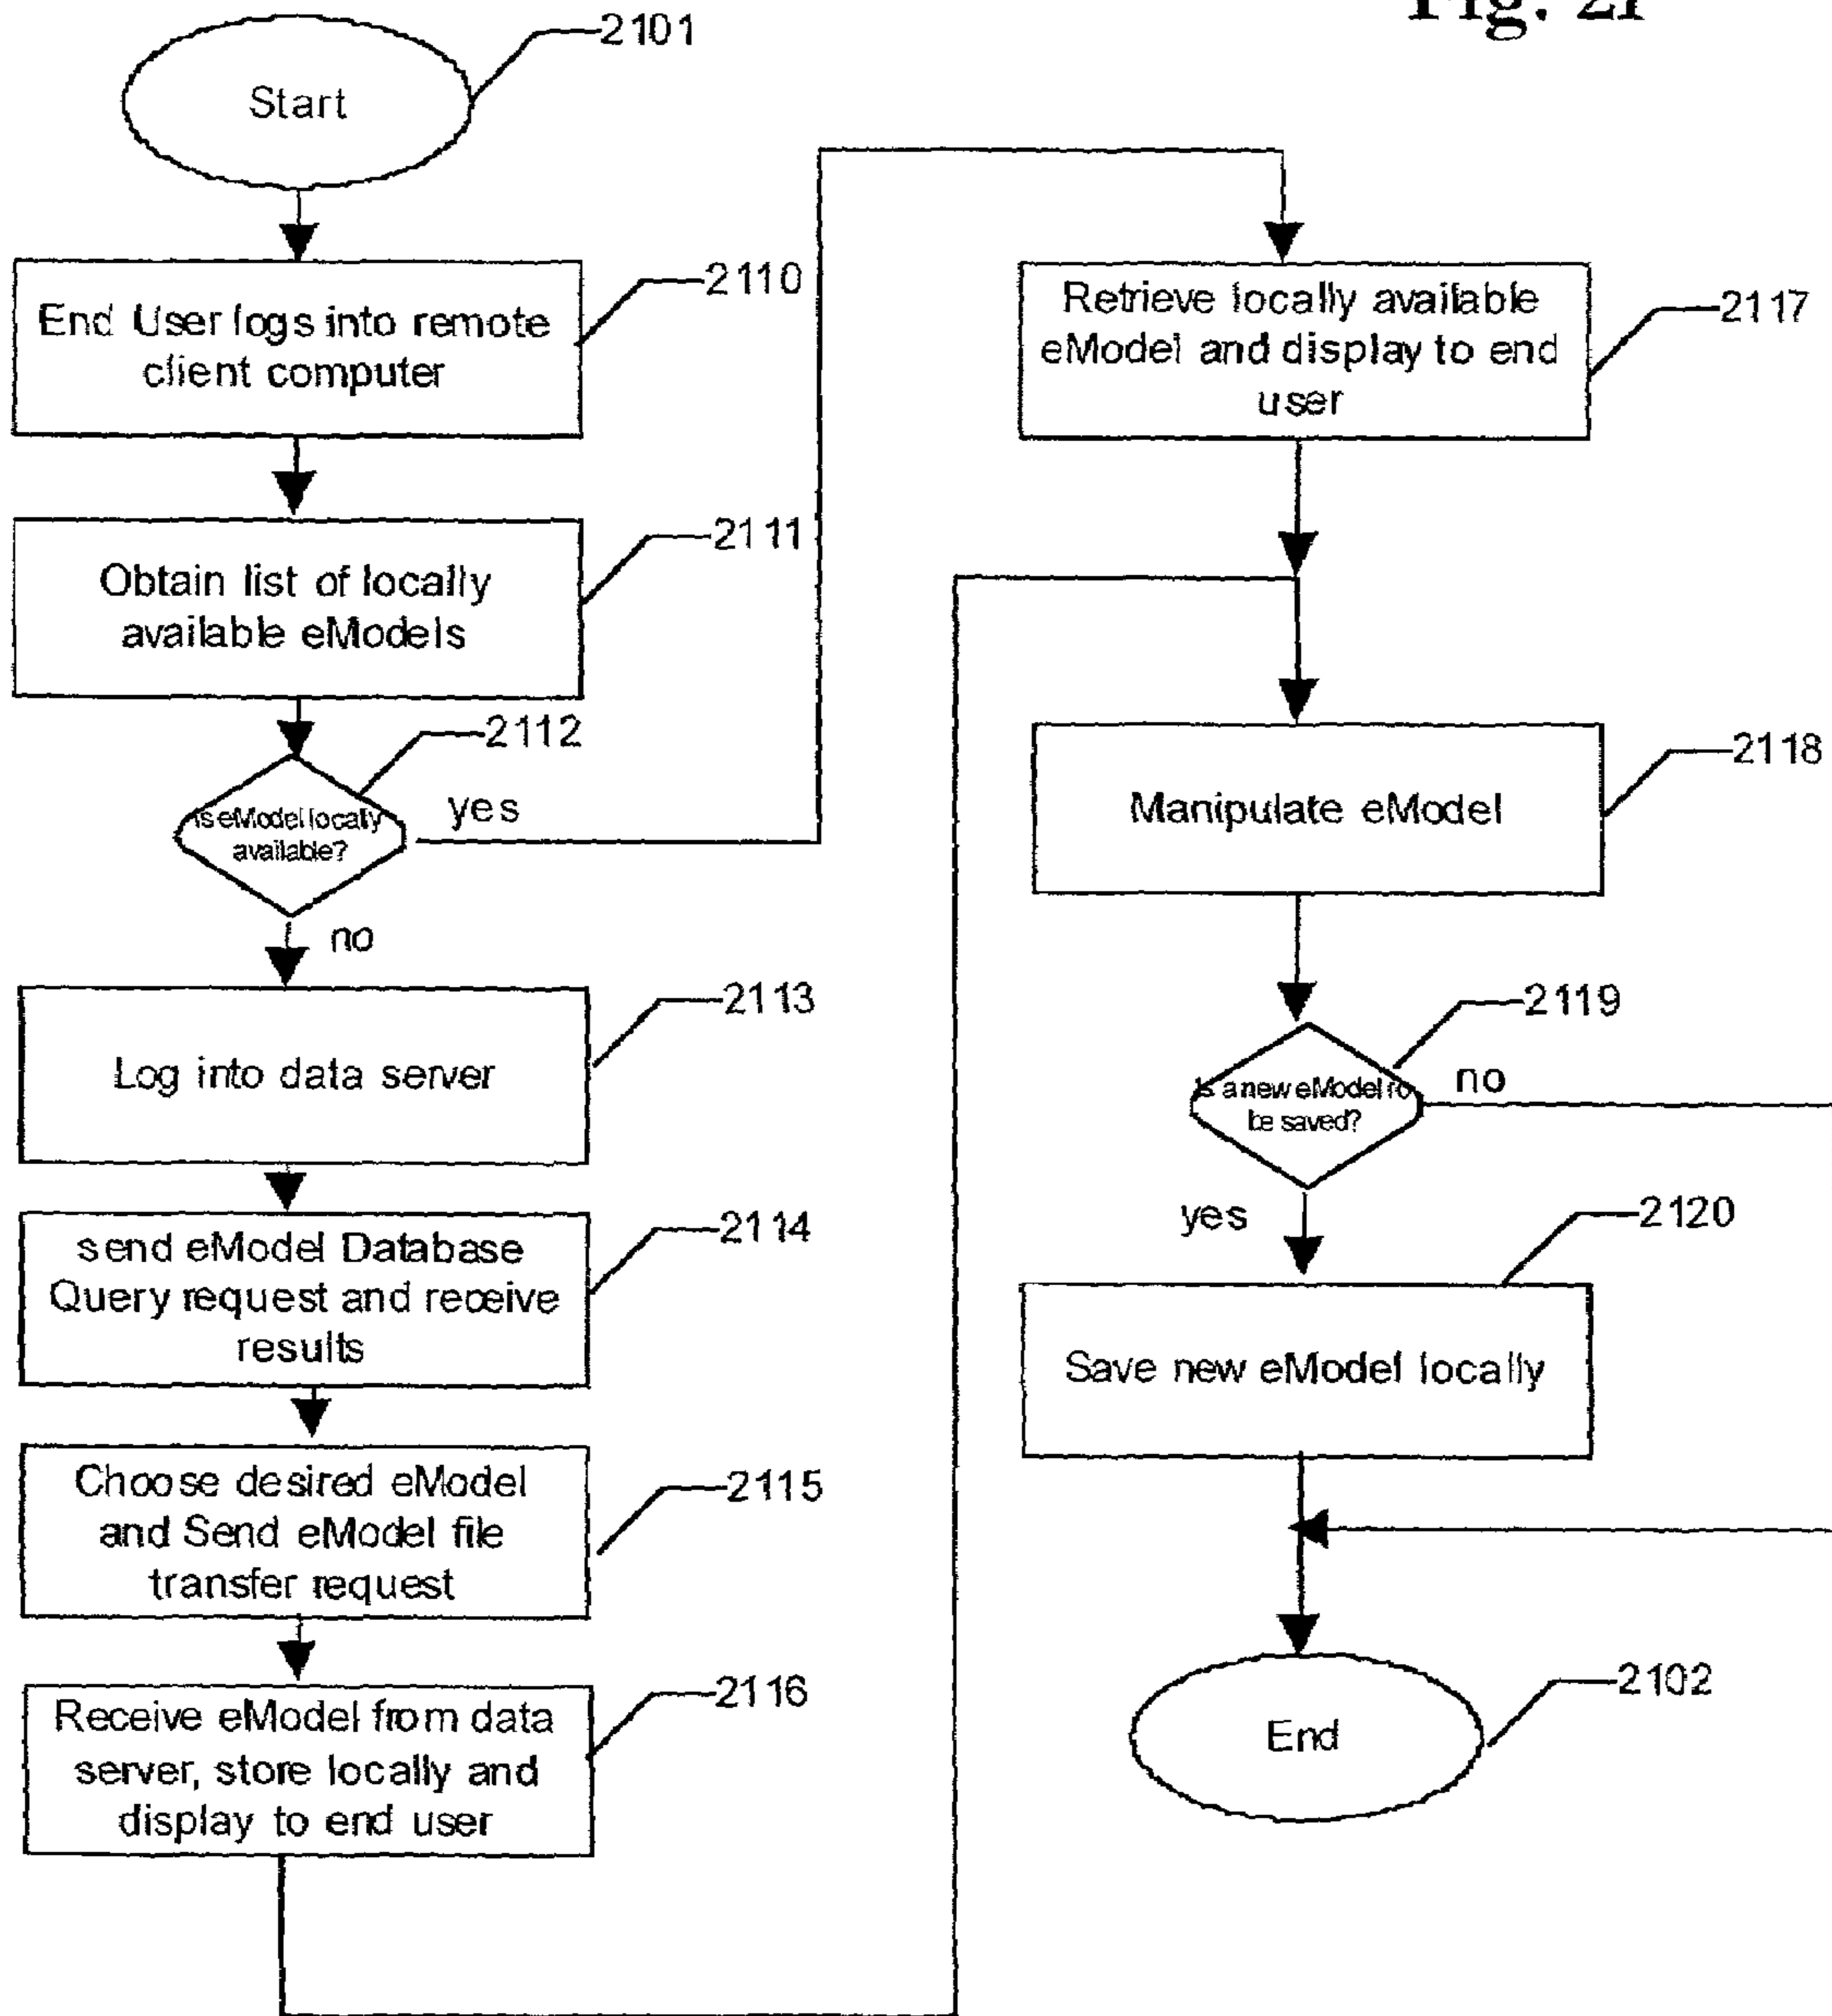 2101
Start
2110
End User logs into remote
client computer
2111
Obtain list of locally
available eModels
2112
is eModel locally
available?
yes
no
2113
Log into data server
2114
send eModel Database
Query request and receive
results
2115
Choose desired eModel
and Send eModel file
transfer request
2116
Receive eModel from data
server, store locally and
display to end user
2117
Retrieve locally available
eModel and display to end
user
2118
Manipulate eModel
2119
Is a new eModel ro
be saved?
no
yes
2120
Save new eModel locally
2102
End